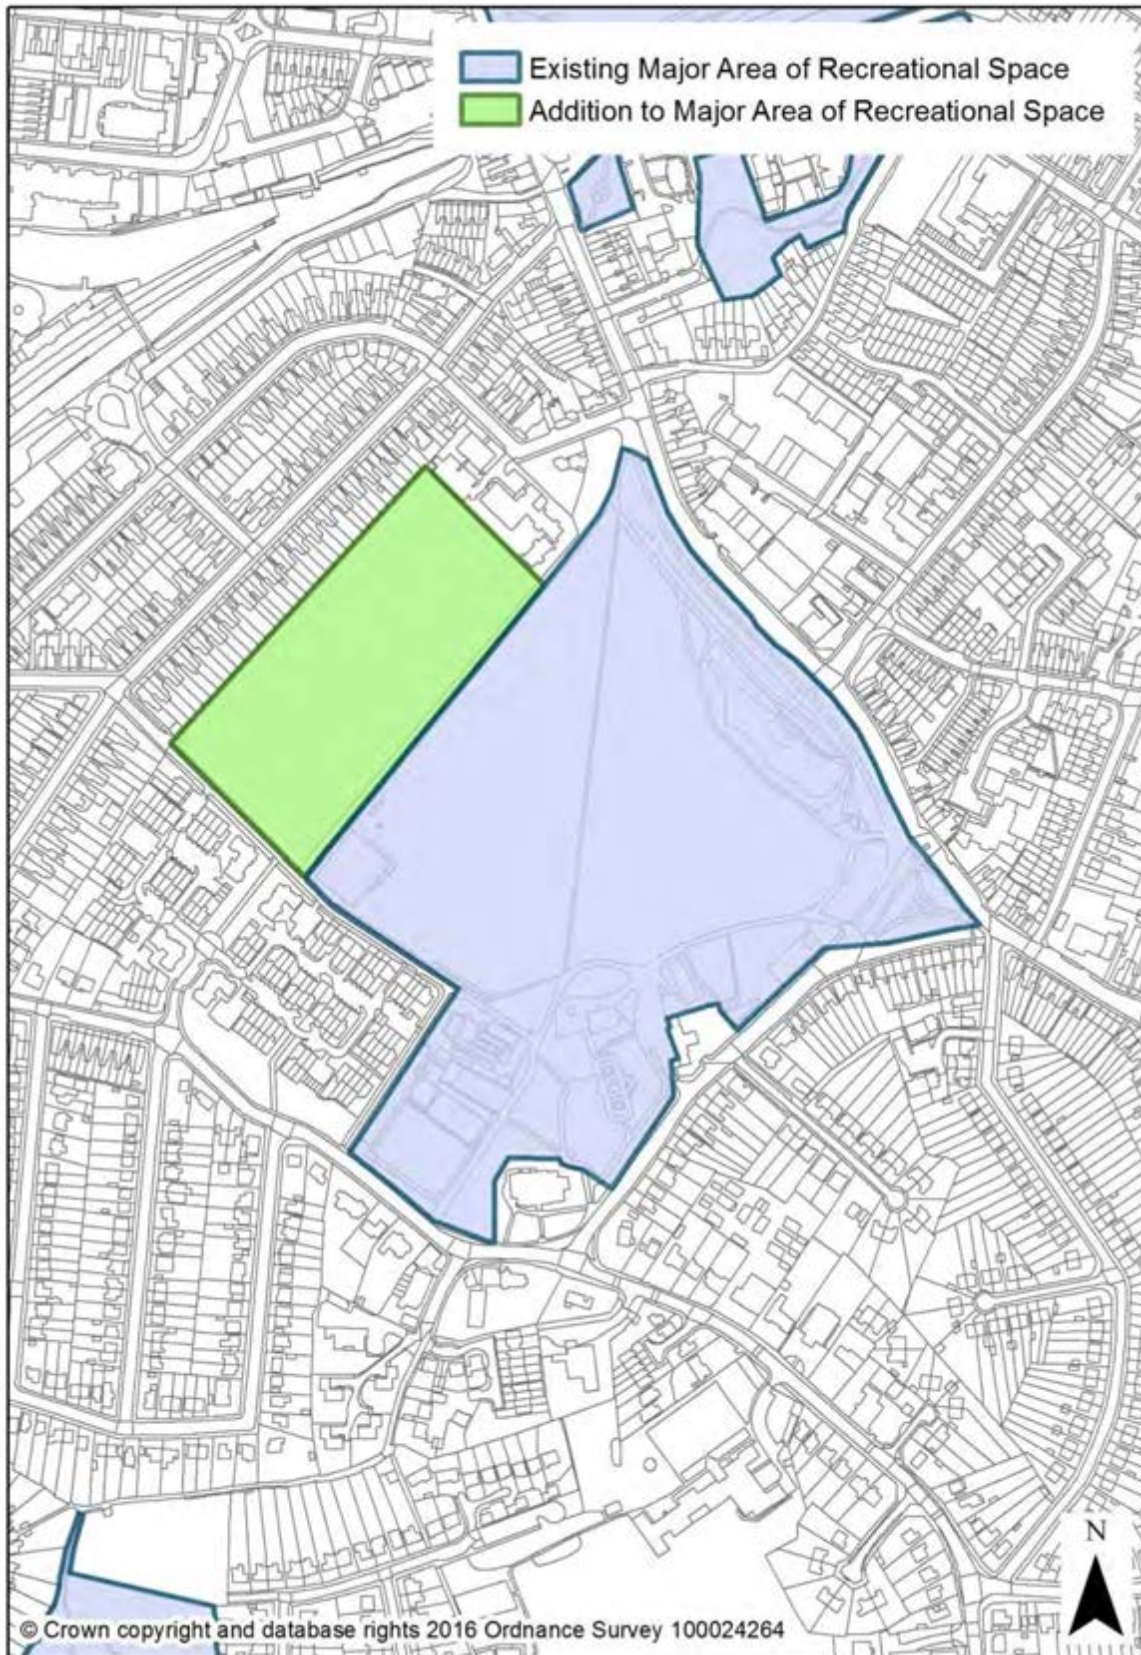 Existing Major Area of Recreational Space
Addition to Major Area of Recreational Space
N
© Crown copyright and database rights 2016 Ordnance Survey 100024264